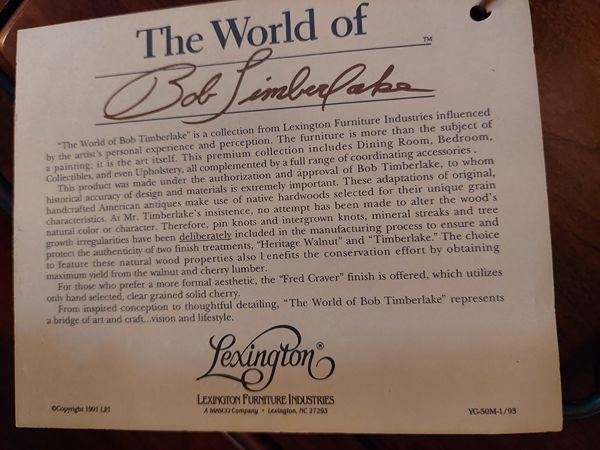 The World of
TM
Bob Timberlake
"The World of Bob Timberlake" is a collection from Lexington Furniture Industries influenced
by the artist's personal experience and perception. The furniture is more than the subject of
a painting; it is the art itself. This premium collection includes Dining Room, Bedroom,
Collectibles, and even Upholstery, all complemented by a full range of coordinating accessories .
This product was made under the authorization and approval of Bob Timberlake, to whom
historical accuracy of design and materials is extremely important. These adaptations of original,
handcrafted American antiques make use of native hardwoods selected for their unique grain
characteristics. At Mr. Timberlake's insistence, no attempt has been made to alter the wood's
natural color or character. Therefore, pin knots and intergrown knots, mineral streaks and tree
growth irregularities have been deliberately included in the manufacturing process to ensure and
protect the authenticity of two finish treatments, "Heritage Walnut" and "Timberlake." The choice
to feature these natural wood properties also benefits the conservation effort by obtaining
maximum yield from the walnut and cherry lumber.
For those who prefer a more formal aesthetic, the "Fred Craver" finish is offered, which utilizes
only hand selected, clear grained solid cherry.
From inspired conception to thoughtful detailing, "The World of Bob Timberlake" represents
a bridge of art and craft...vision and lifestyle.
Lexington®
LEXINGTON FURNITURE INDUSTRIES
A MASCO Company • Lexington, NC 27293
©Copyright 1991 LFI
YG-50M-1/93